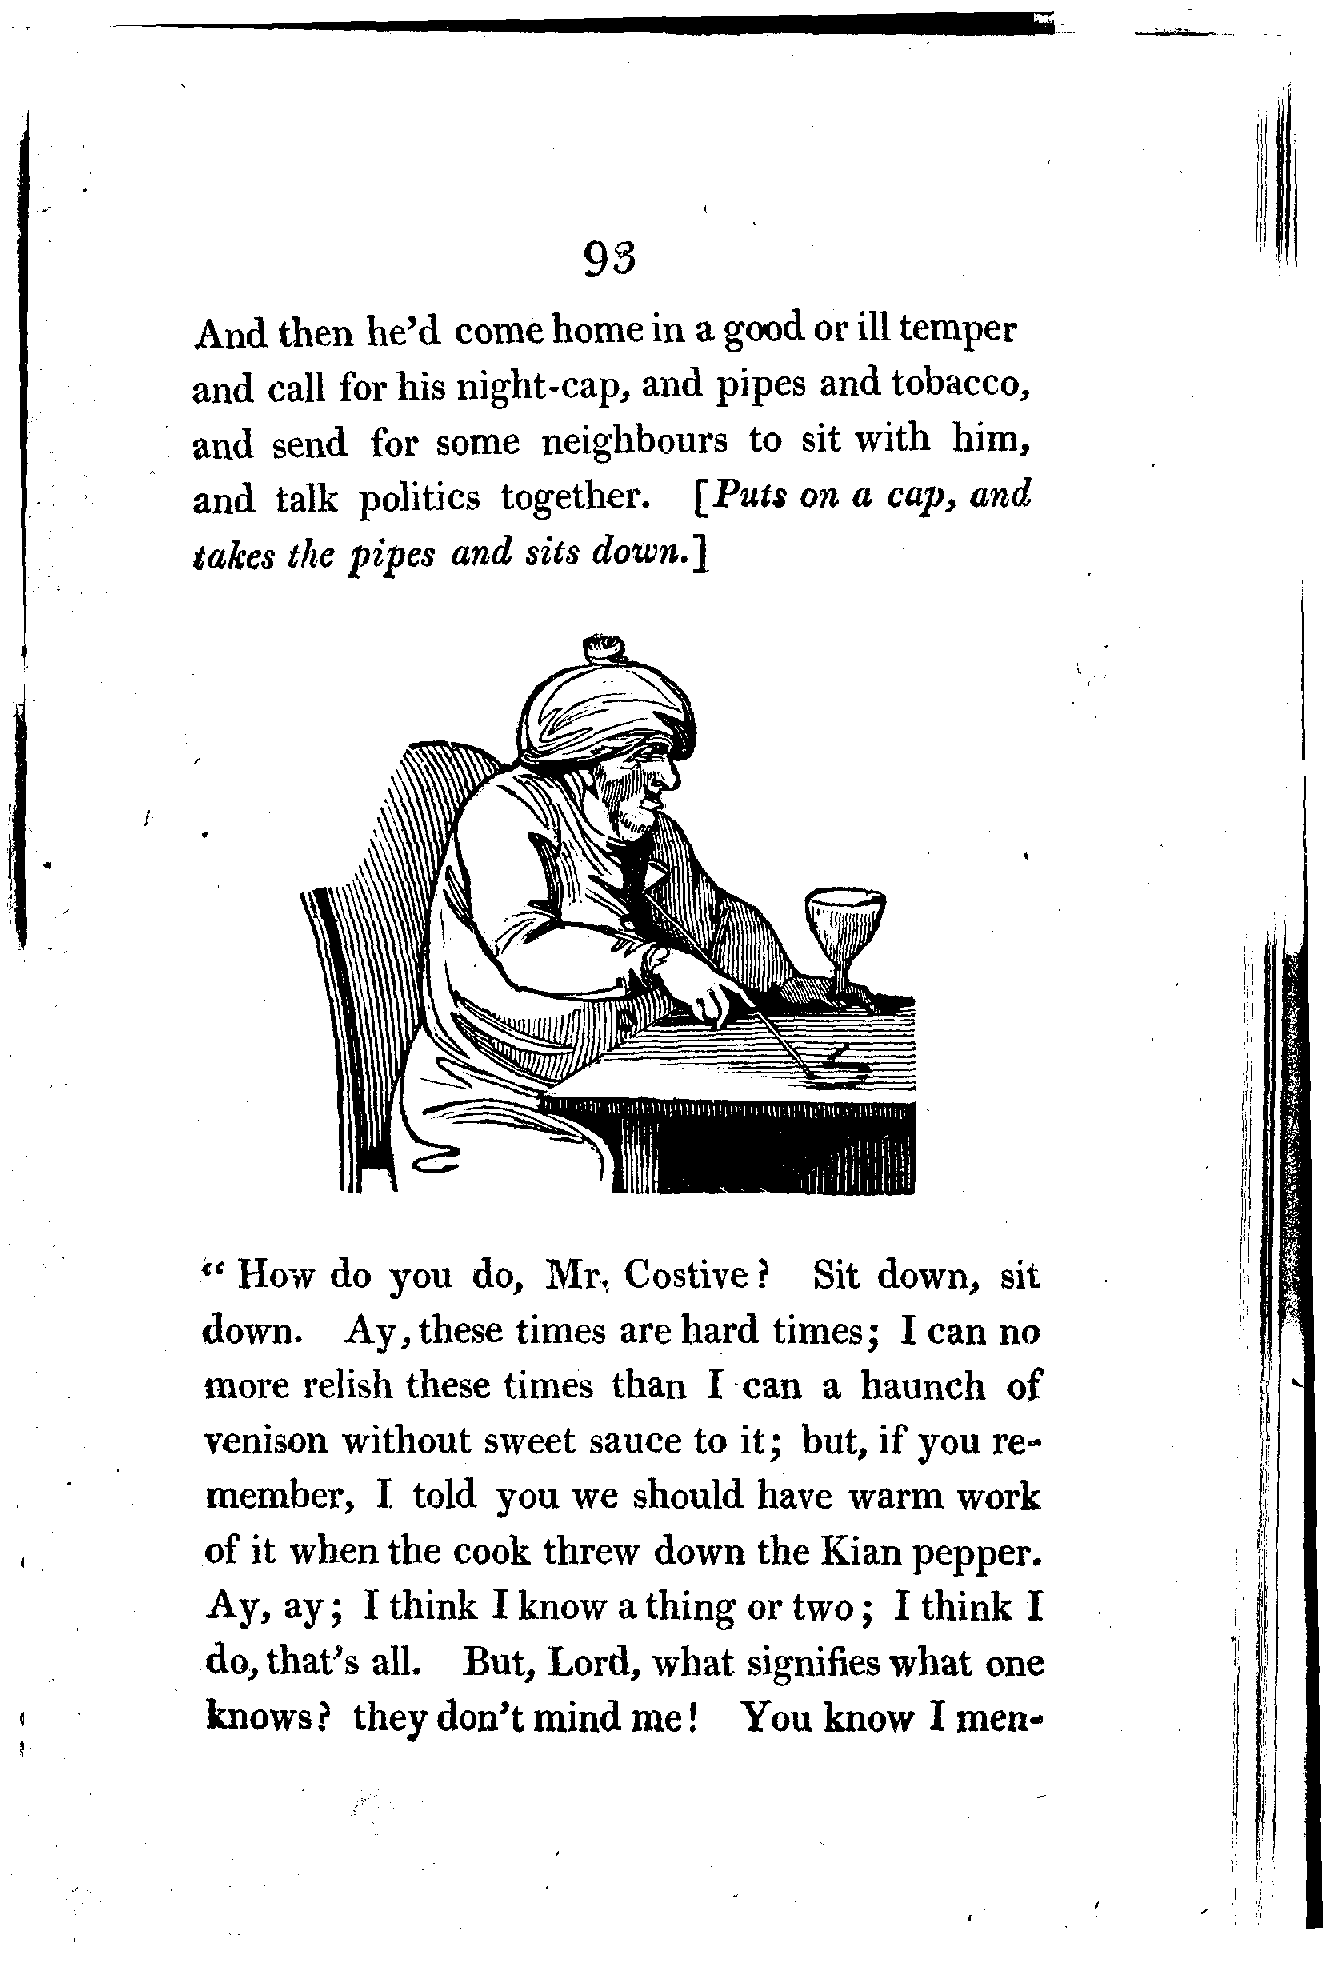 93
And then he'd come home in a good or ill temper
and call for his night-cap, and pipes and tobacco,
and send for some neighbours to sit with him,
and talk politics together. [Puts on a cap, and
takes the pipes and sits down.]
“ How do you do, Mr. Costive? Sit down, sit
down. Ay, these times are hard times; I can no
more relish these times than I can a haunch of
venison without sweet sauce to it; but, if you re-
member, I told you we should have warm work
of it when the cook threw down the Kian pepper.
Ay, ay; I think I know a thing or two; I think I
do, that's all. But, Lord, what signifies what one
knows? they don't mind me! You know I men-